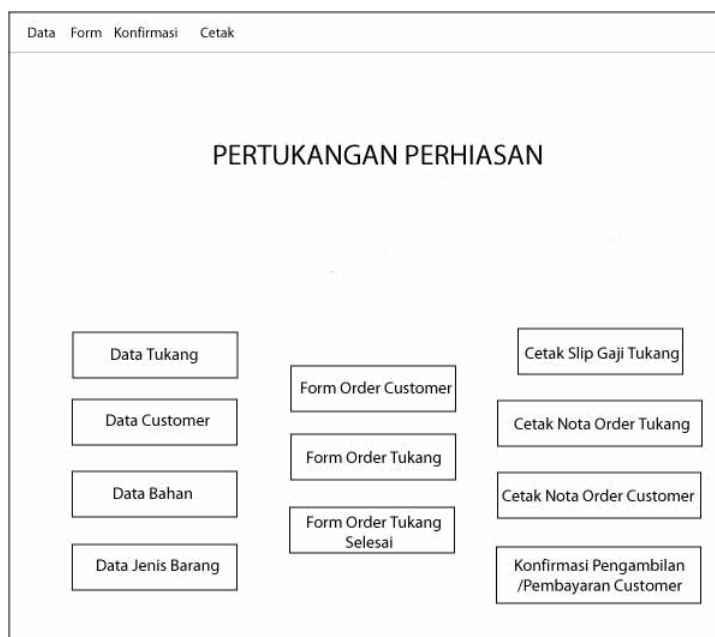 Data Form Konfirmasi Cetak
PERTUKANGAN PERHIASAN
Data Tukang
Data Customer
Data Bahan
Data Jenis Barang
Form Order Customer
Form Order Tukang
Form Order Tukang
Selesai
Cetak Slip Gaji Tukang
Cetak Nota Order Tukang
Cetak Nota Order Customer
Konfirmasi Pengambilan
/Pembayaran Customer